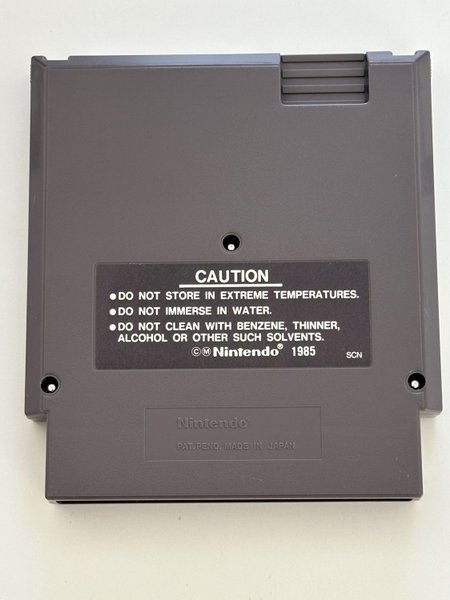 CAUTION
● DO NOT STORE IN EXTREME TEMPERATURES.
● DO NOT IMMERSE IN WATER.
● DO NOT CLEAN WITH BENZENE, THINNER,
ALCOHOL OR OTHER SUCH SOLVENTS.
©Ⓜ Nintendo® 1985 SCN
Nintendo
PAT. PEND. MADE IN JAPAN